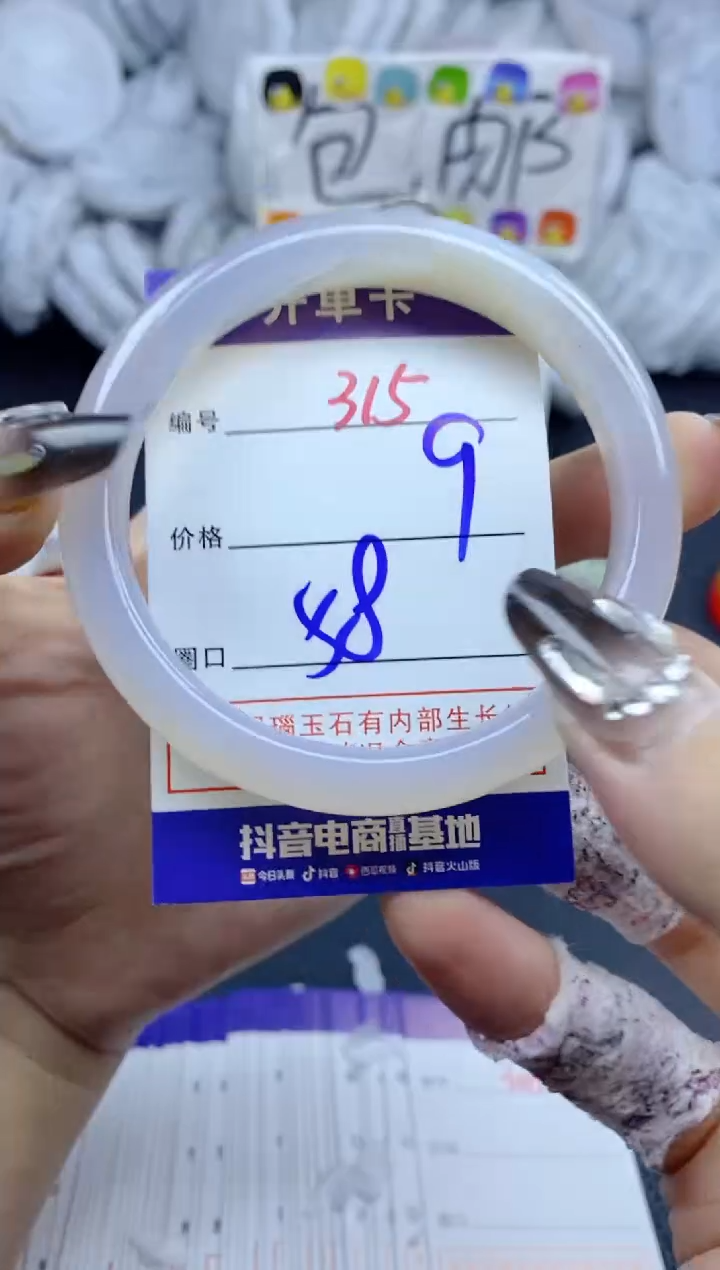 包邮
开单卡
编号 315
价格 9
圈口 58
瑙玉石有内部生长
抖音电商直播基地
今日头条 抖音 西瓜视频 抖音火山版